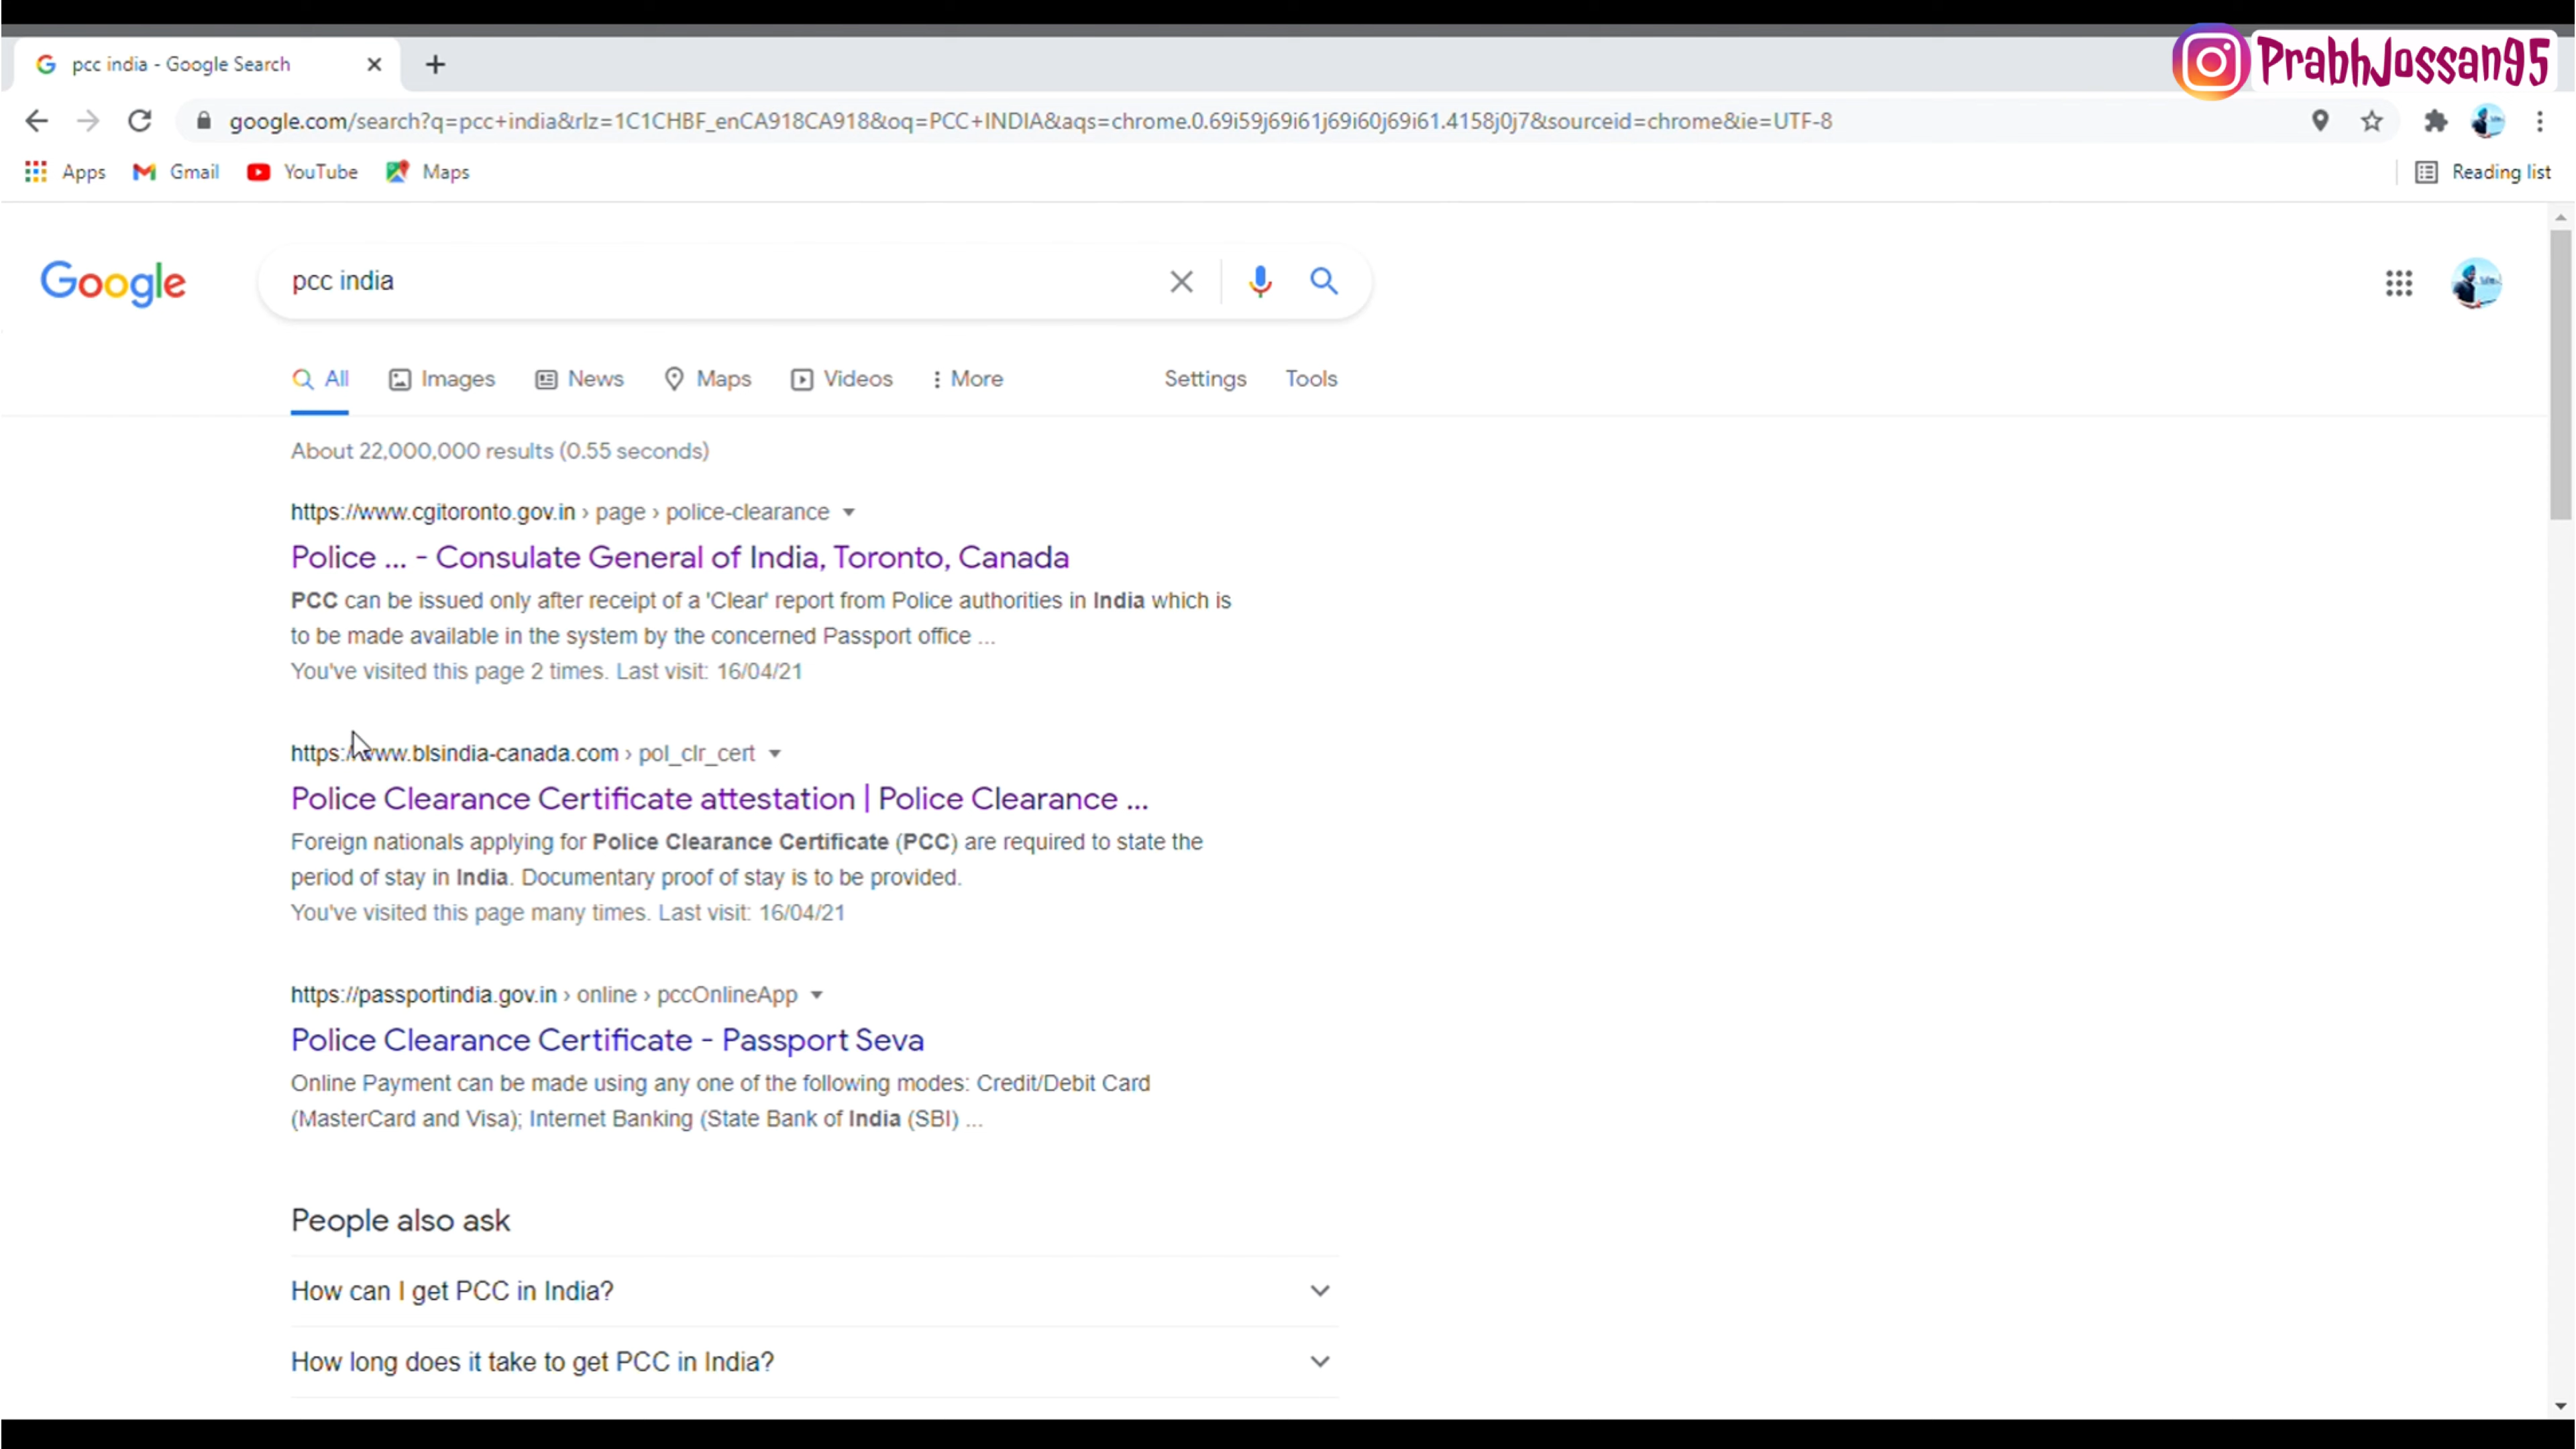 pcc india - Google Search
PrabhJossan95
google.com/search?q=pcc+india&rlz=1C1CHBF_enCA918CA918&oq=PCC+INDIA&aqs=chrome.0.69i59j69i61j69i60j69i61.4158j0j7&sourceid=chrome&ie=UTF-8
Apps Gmail YouTube Maps Reading list
Google pcc india
All Images News Maps Videos More Settings Tools
About 22,000,000 results (0.55 seconds)
https://www.cgitoronto.gov.in › page › police-clearance
Police ... - Consulate General of India, Toronto, Canada
PCC can be issued only after receipt of a 'Clear' report from Police authorities in India which is
to be made available in the system by the concerned Passport office ...
You've visited this page 2 times. Last visit: 16/04/21
https://www.blsindia-canada.com › pol_clr_cert
Police Clearance Certificate attestation | Police Clearance ...
Foreign nationals applying for Police Clearance Certificate (PCC) are required to state the
period of stay in India. Documentary proof of stay is to be provided.
You've visited this page many times. Last visit: 16/04/21
https://passportindia.gov.in › online › pccOnlineApp
Police Clearance Certificate - Passport Seva
Online Payment can be made using any one of the following modes: Credit/Debit Card
(MasterCard and Visa); Internet Banking (State Bank of India (SBI) ...
People also ask
How can I get PCC in India?
How long does it take to get PCC in India?